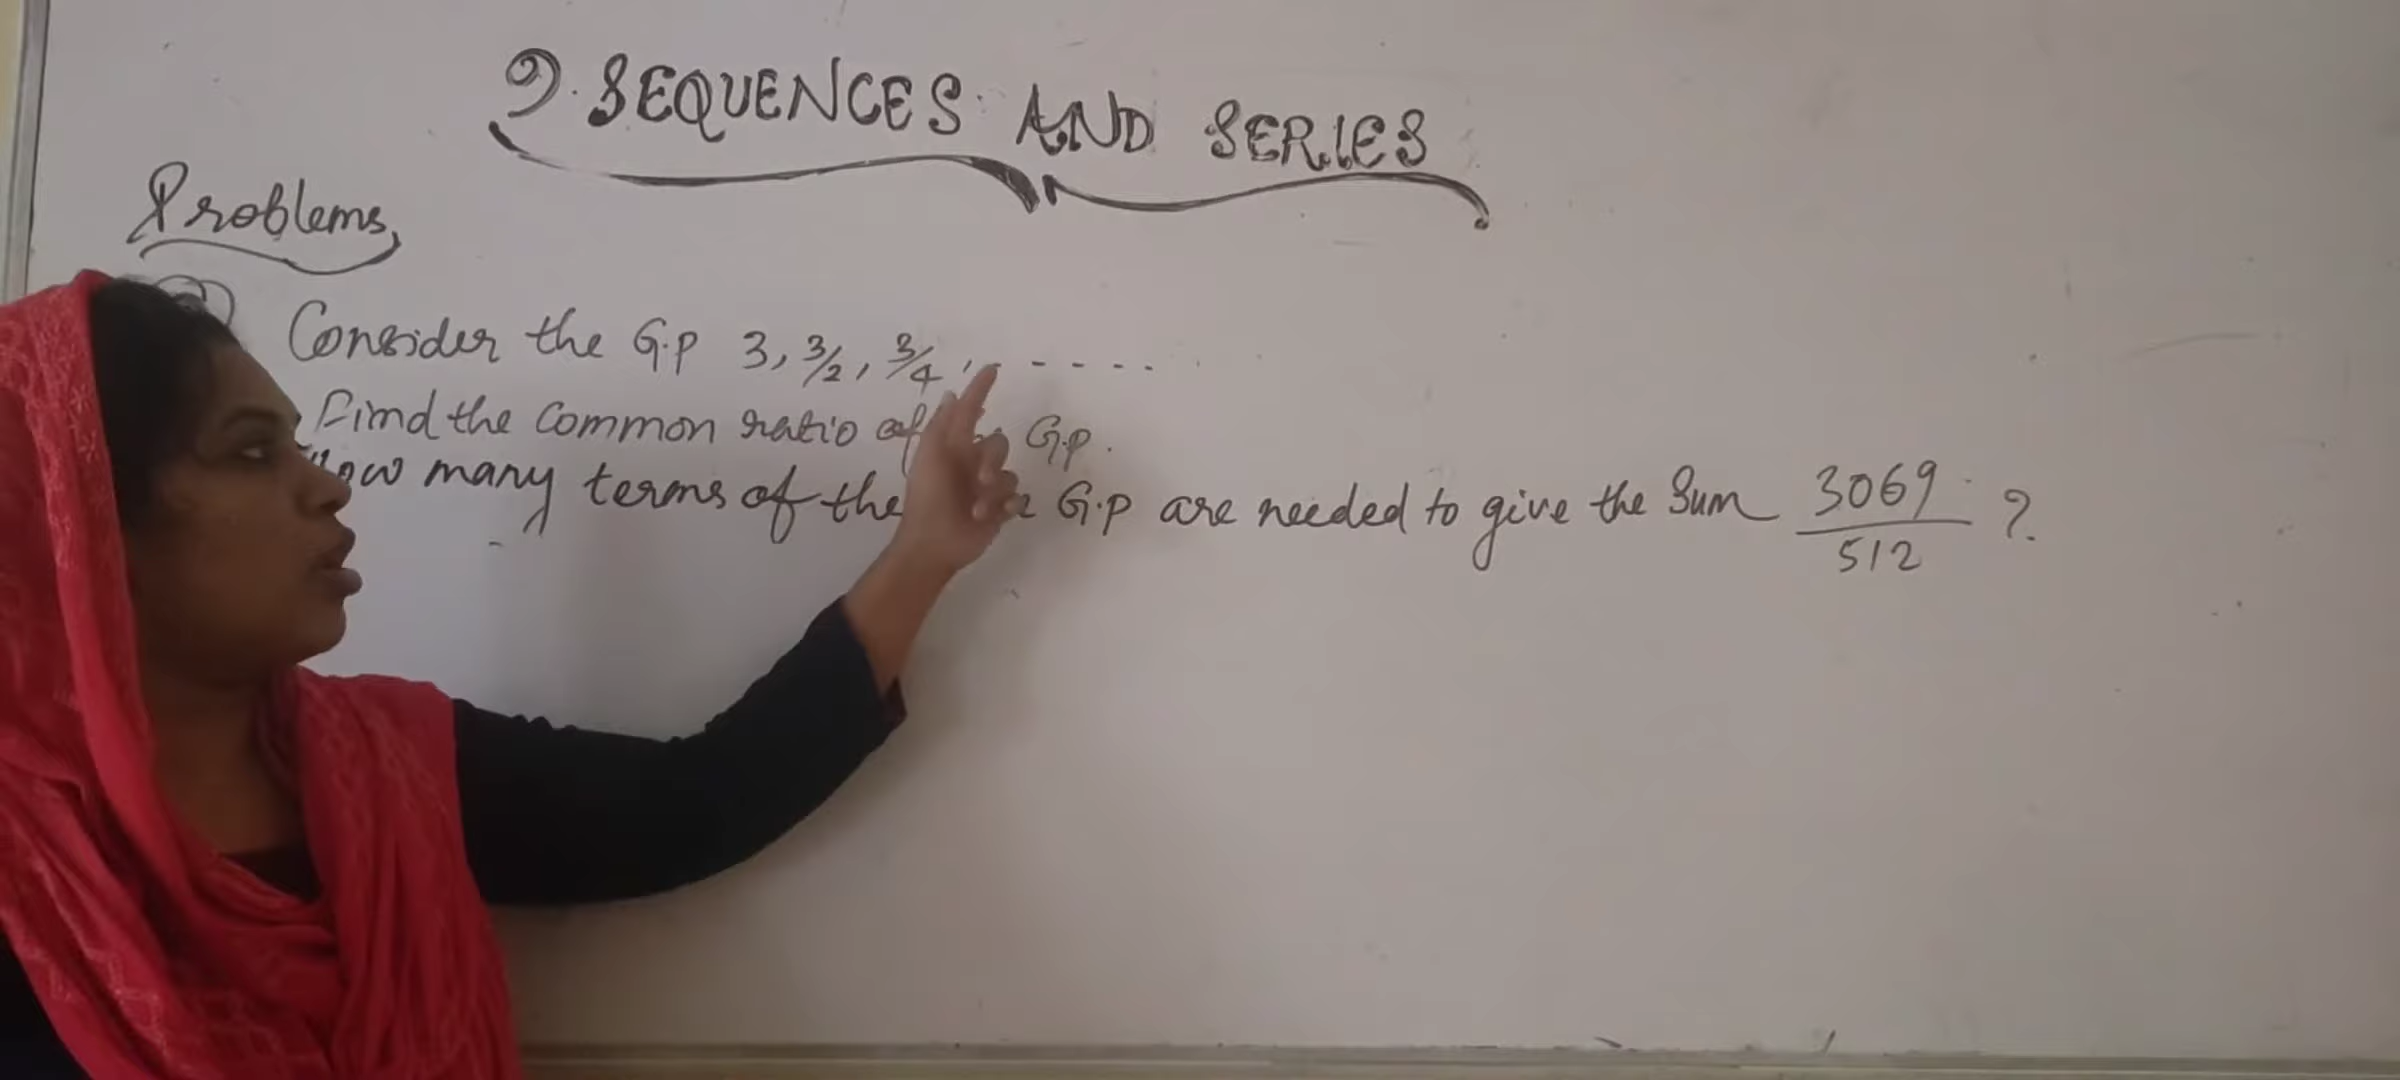 9. SEQUENCES AND SERIES
Problems,
Consider the G.P 3, 3/2, 3/4, - - - - -
Find the common ratio of G.P.
How many terms of the G.P are needed to give the Sum 3069/512 ?